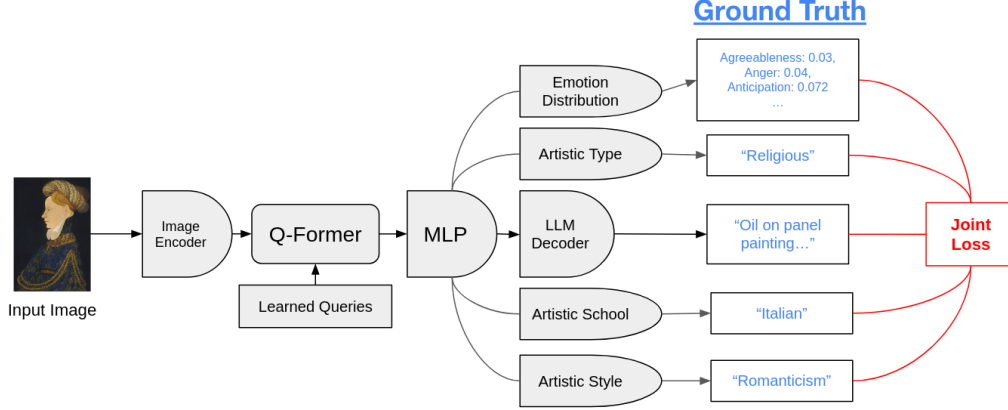 Ground Truth
Emotion
Distribution
Agreeableness: 0.03,
Anger: 0.04,
Anticipation: 0.072
...
Artistic Type
“Religious”
Input Image
Image
Encoder
Q-Former
Learned Queries
MLP
LLM
Decoder
“Oil on panel
painting...”
Joint
Loss
Artistic School
“Italian”
Artistic Style
“Romanticism”